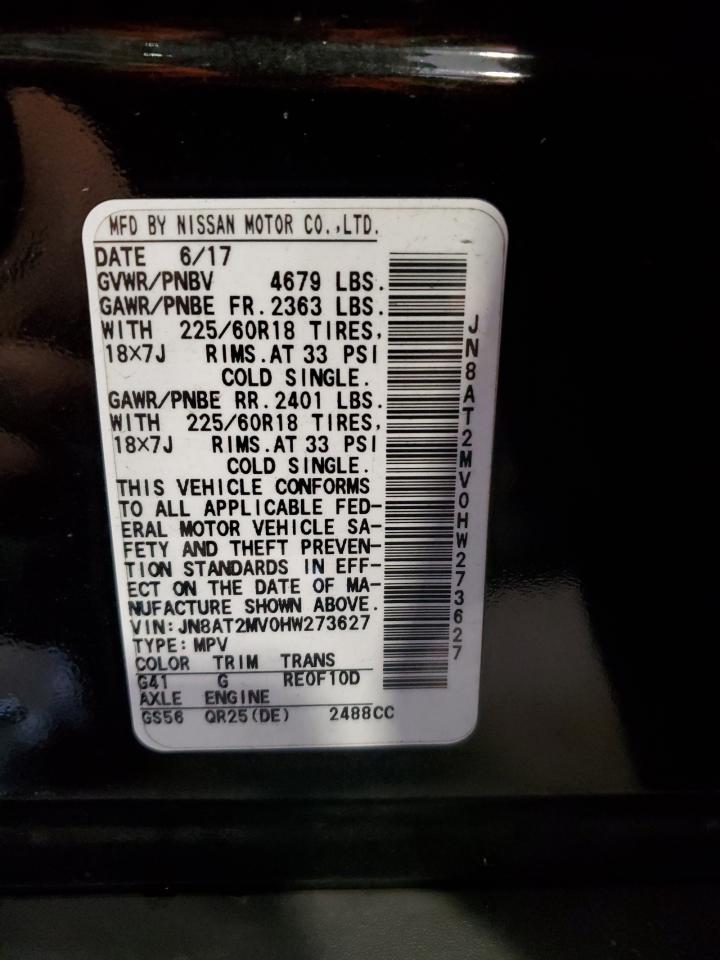 MFD BY NISSAN MOTOR CO.,LTD.
DATE 6/17
GVWR/PNBV 4679 LBS.
GAWR/PNBE FR.2363 LBS.
WITH 225/60R18 TIRES,
18×7J RIMS.AT 33 PSI
COLD SINGLE.
GAWR/PNBE RR.2401 LBS.
WITH 225/60R18 TIRES,
18×7J RIMS.AT 33 PSI
COLD SINGLE.
THIS VEHICLE CONFORMS
TO ALL APPLICABLE FED-
ERAL MOTOR VEHICLE SA-
FETY AND THEFT PREVEN-
TION STANDARDS IN EFF-
ECT ON THE DATE OF MA-
NUFACTURE SHOWN ABOVE.
VIN:JN8AT2MV0HW273627
TYPE:MPV
COLOR TRIM TRANS
G41 G RE0F10D
AXLE ENGINE
GS56 QR25(DE) 2488CC
JN8AT2MV0HW273627